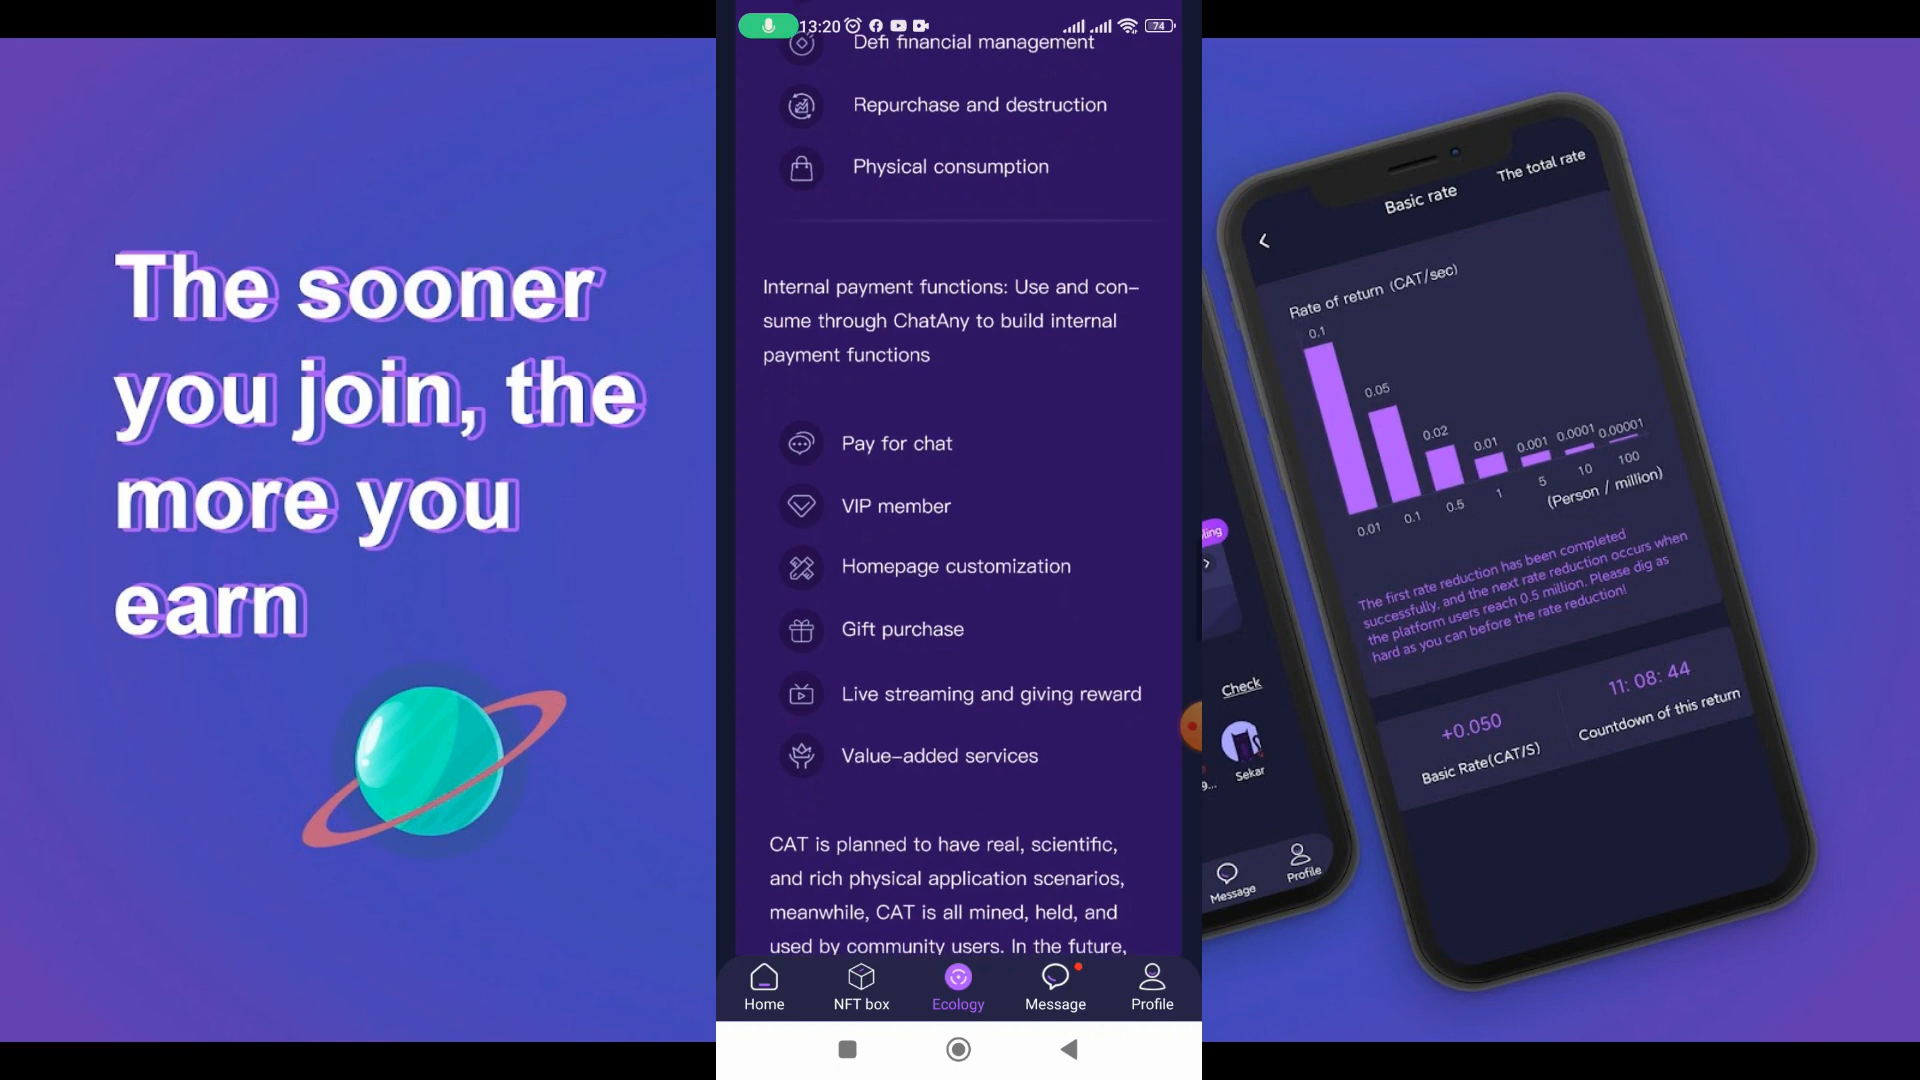 The sooner
you join, the
more you
earn
13:20
74
Defi financial management
Repurchase and destruction
Physical consumption
Internal payment functions: Use and con-
sume through ChatAny to build internal
payment functions
Pay for chat
VIP member
Homepage customization
Gift purchase
Live streaming and giving reward
Value-added services
CAT is planned to have real, scientific,
and rich physical application scenarios,
meanwhile, CAT is all mined, held, and
used by community users. In the future,
Home
NFT box
Ecology
Message
Profile
Basic rate
The total rate
Rate of return (CAT/sec)
0.1
0.05
0.02
0.01
0.001
0.0001
0.00001
0.01
0.1
0.5
1
5
10
100
(Person / million)
The first rate reduction has been completed
successfully, and the next rate reduction occurs when
the platform users reach 0.5 million. Please dig as
hard as you can before the rate reduction!
+0.050
Basic Rate(CAT/S)
11: 08: 44
Countdown of this return
Check
9...
Sekar
Message
Profile